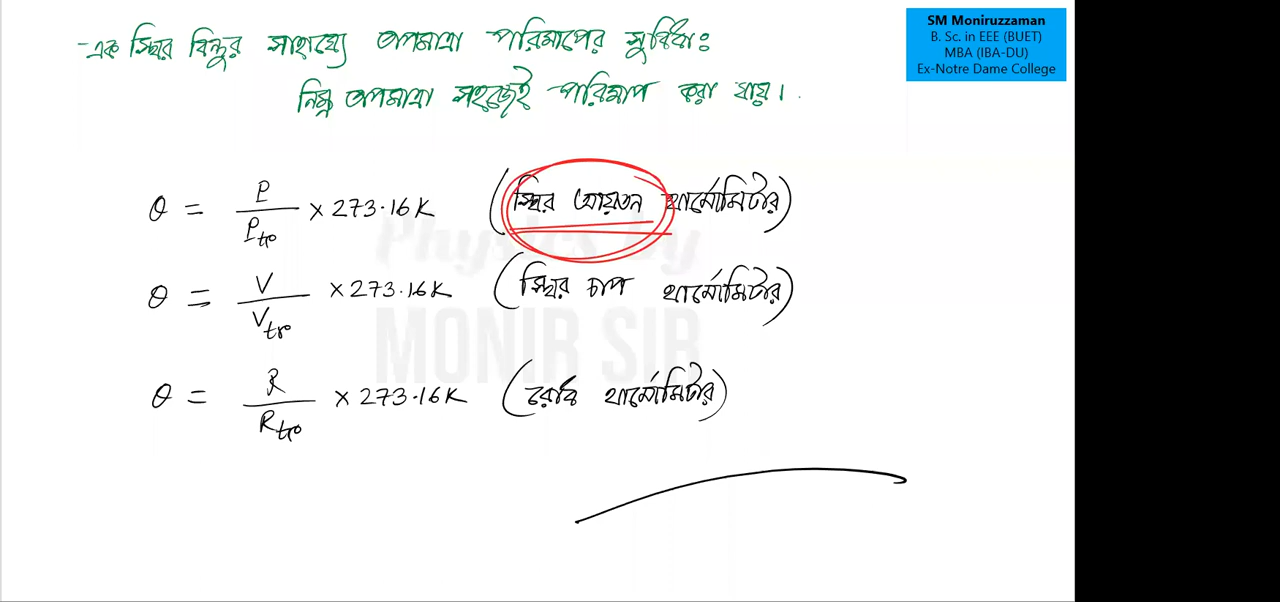 SM Moniruzzaman
B. Sc. in EEE (BUET)
MBA (IBA-DU)
Ex-Notre Dame College
- এক স্থির বিন্দুর সাহায্যে তাপমাত্রা পরিমাপের সুবিধা:
নিম্ন তাপমাত্রা সহজেই পরিমাপ করা যায়।
θ = P / P_tr × 273.16K (স্থির আয়তন থার্মোমিটার)
θ = V / V_tr × 273.16K (স্থির চাপ থার্মোমিটার)
θ = R / R_tr × 273.16K (রোধ থার্মোমিটার)
Physics by
MONIR SIR